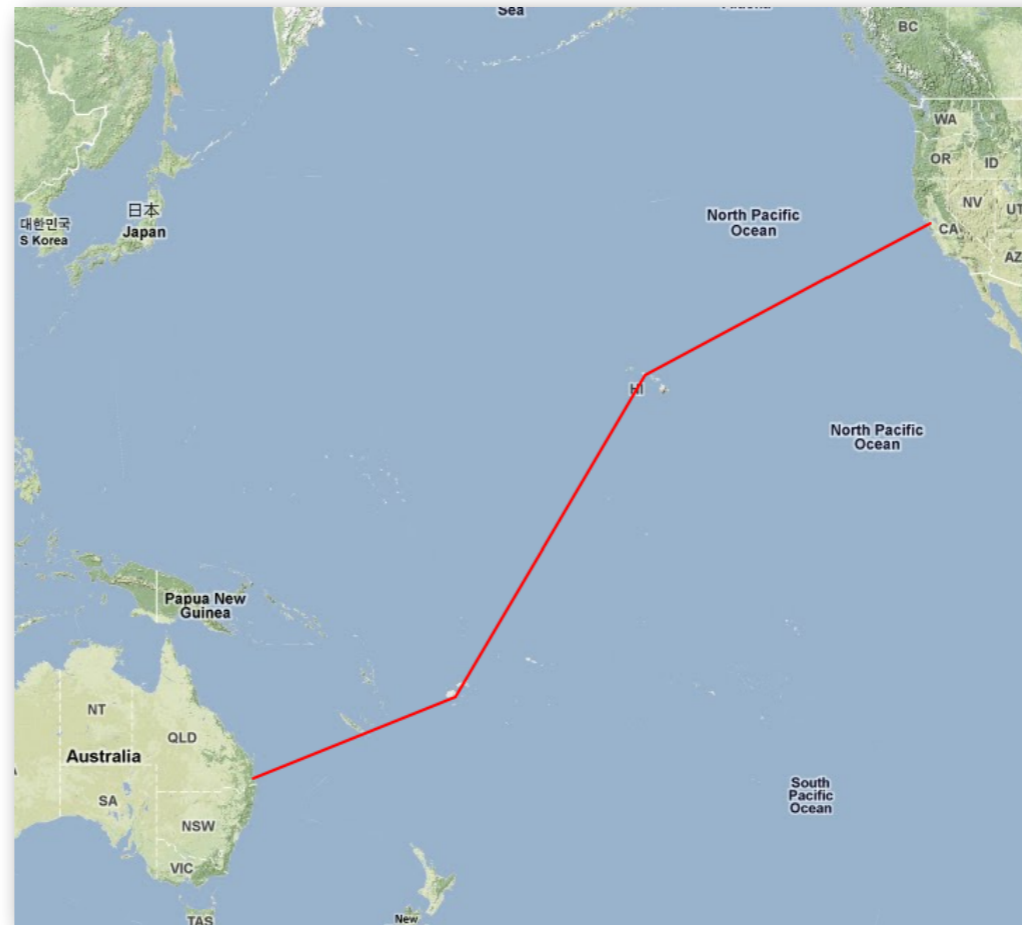 Sea
BC
WA
OR
ID
NV
UT
CA
AZ
日本
Japan
대한민국
S Korea
North Pacific
Ocean
HI
North Pacific
Ocean
Papua New
Guinea
NT
QLD
Australia
SA
NSW
VIC
TAS
South
Pacific
Ocean
New